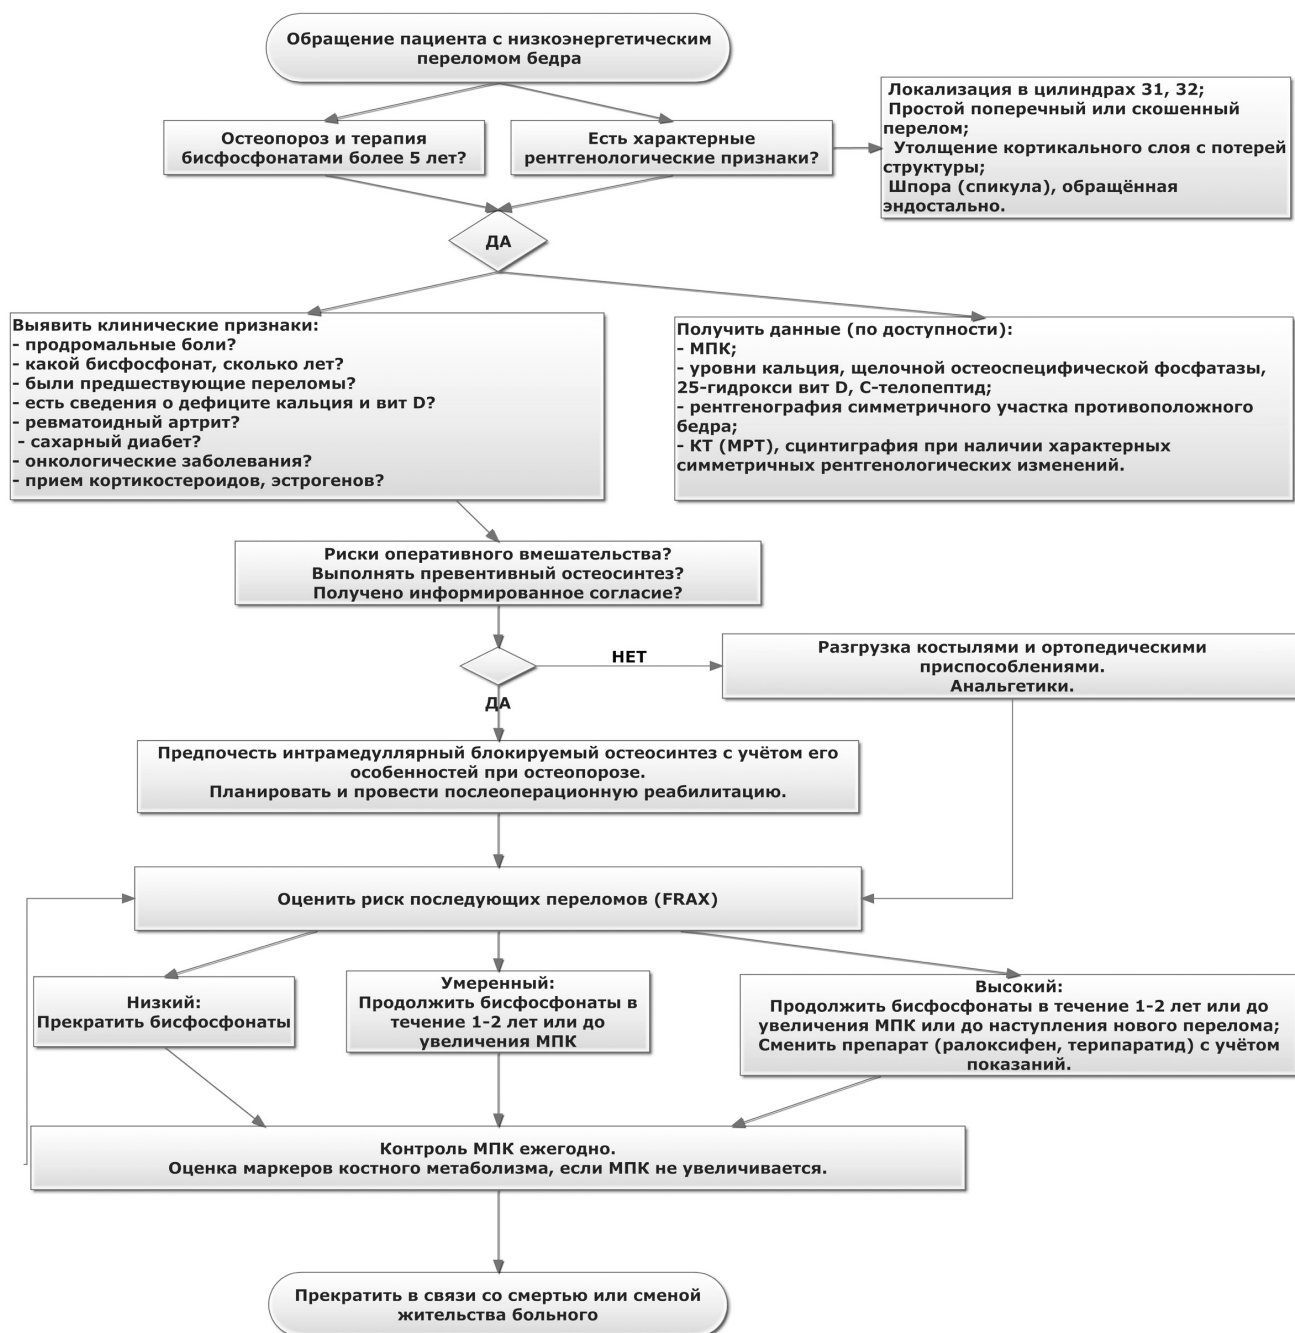 Обращение пациента с низкоэнергетическим
переломом бедра
Остеопороз и терапия
бисфосфонатами более 5 лет?
Есть характерные
рентгенологические признаки?
Локализация в цилиндрах 31, 32;
Простой поперечный или скошенный
перелом;
Утолщение кортикального слоя с потерей
структуры;
Шпора (спикула), обращённая
эндостально.
ДА
Выявить клинические признаки:
- продромальные боли?
- какой бисфосфонат, сколько лет?
- были предшествующие переломы?
- есть сведения о дефиците кальция и вит D?
- ревматоидный артрит?
- сахарный диабет?
- онкологические заболевания?
- прием кортикостероидов, эстрогенов?
Получить данные (по доступности):
- МПК;
- уровни кальция, щелочной остеоспецифической фосфатазы,
25-гидрокси вит D, С-телопептид;
- рентгенография симметричного участка противоположного
бедра;
- КТ (МРТ), сцинтиграфия при наличии характерных
симметричных рентгенологических изменений.
Риски оперативного вмешательства?
Выполнять превентивный остеосинтез?
Получено информированное согласие?
НЕТ
Разгрузка костылями и ортопедическими
приспособлениями.
Анальгетики.
ДА
Предпочесть интрамедуллярный блокируемый остеосинтез с учётом его
особенностей при остеопорозе.
Планировать и провести послеоперационную реабилитацию.
Оценить риск последующих переломов (FRAX)
Низкий:
Прекратить бисфосфонаты
Умеренный:
Продолжить бисфосфонаты в
течение 1-2 лет или до
увеличения МПК
Высокий:
Продолжить бисфосфонаты в течение 1-2 лет или до
увеличения МПК или до наступления нового перелома;
Сменить препарат (ралоксифен, терипаратид) с учётом
показаний.
Контроль МПК ежегодно.
Оценка маркеров костного метаболизма, если МПК не увеличивается.
Прекратить в связи со смертью или сменой
жительства больного